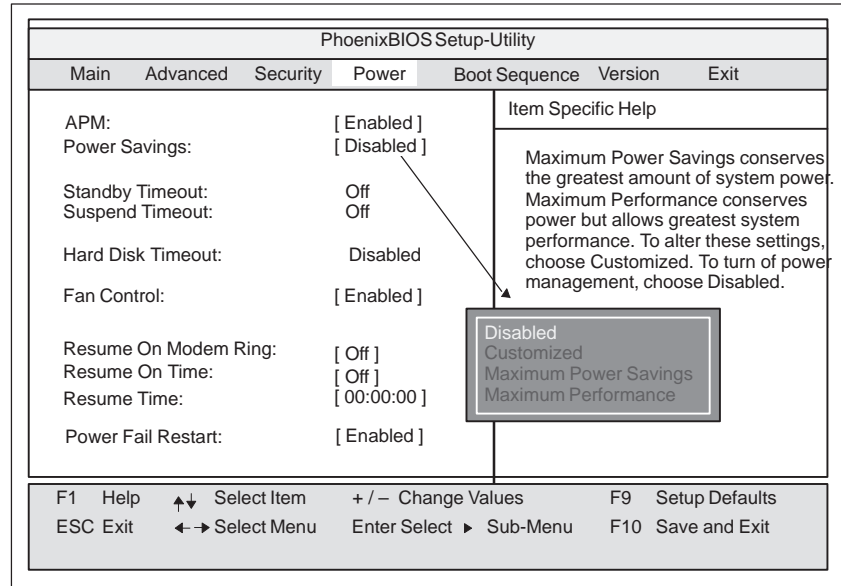 PhoenixBIOS Setup-Utility
Main Advanced Security Power Boot Sequence Version Exit
APM: [ Enabled ]
Power Savings: [ Disabled ]
Standby Timeout: Off
Suspend Timeout: Off
Hard Disk Timeout: Disabled
Fan Control: [ Enabled ]
Resume On Modem Ring: [ Off ]
Resume On Time: [ Off ]
Resume Time: [ 00:00:00 ]
Power Fail Restart: [ Enabled ]
Item Specific Help
Maximum Power Savings conserves
the greatest amount of system power.
Maximum Performance conserves
power but allows greatest system
performance. To alter these settings,
choose Customized. To turn of power
management, choose Disabled.
Disabled
Customized
Maximum Power Savings
Maximum Performance
F1 Help Select Item + / – Change Values F9 Setup Defaults
ESC Exit Select Menu Enter Select Sub-Menu F10 Save and Exit